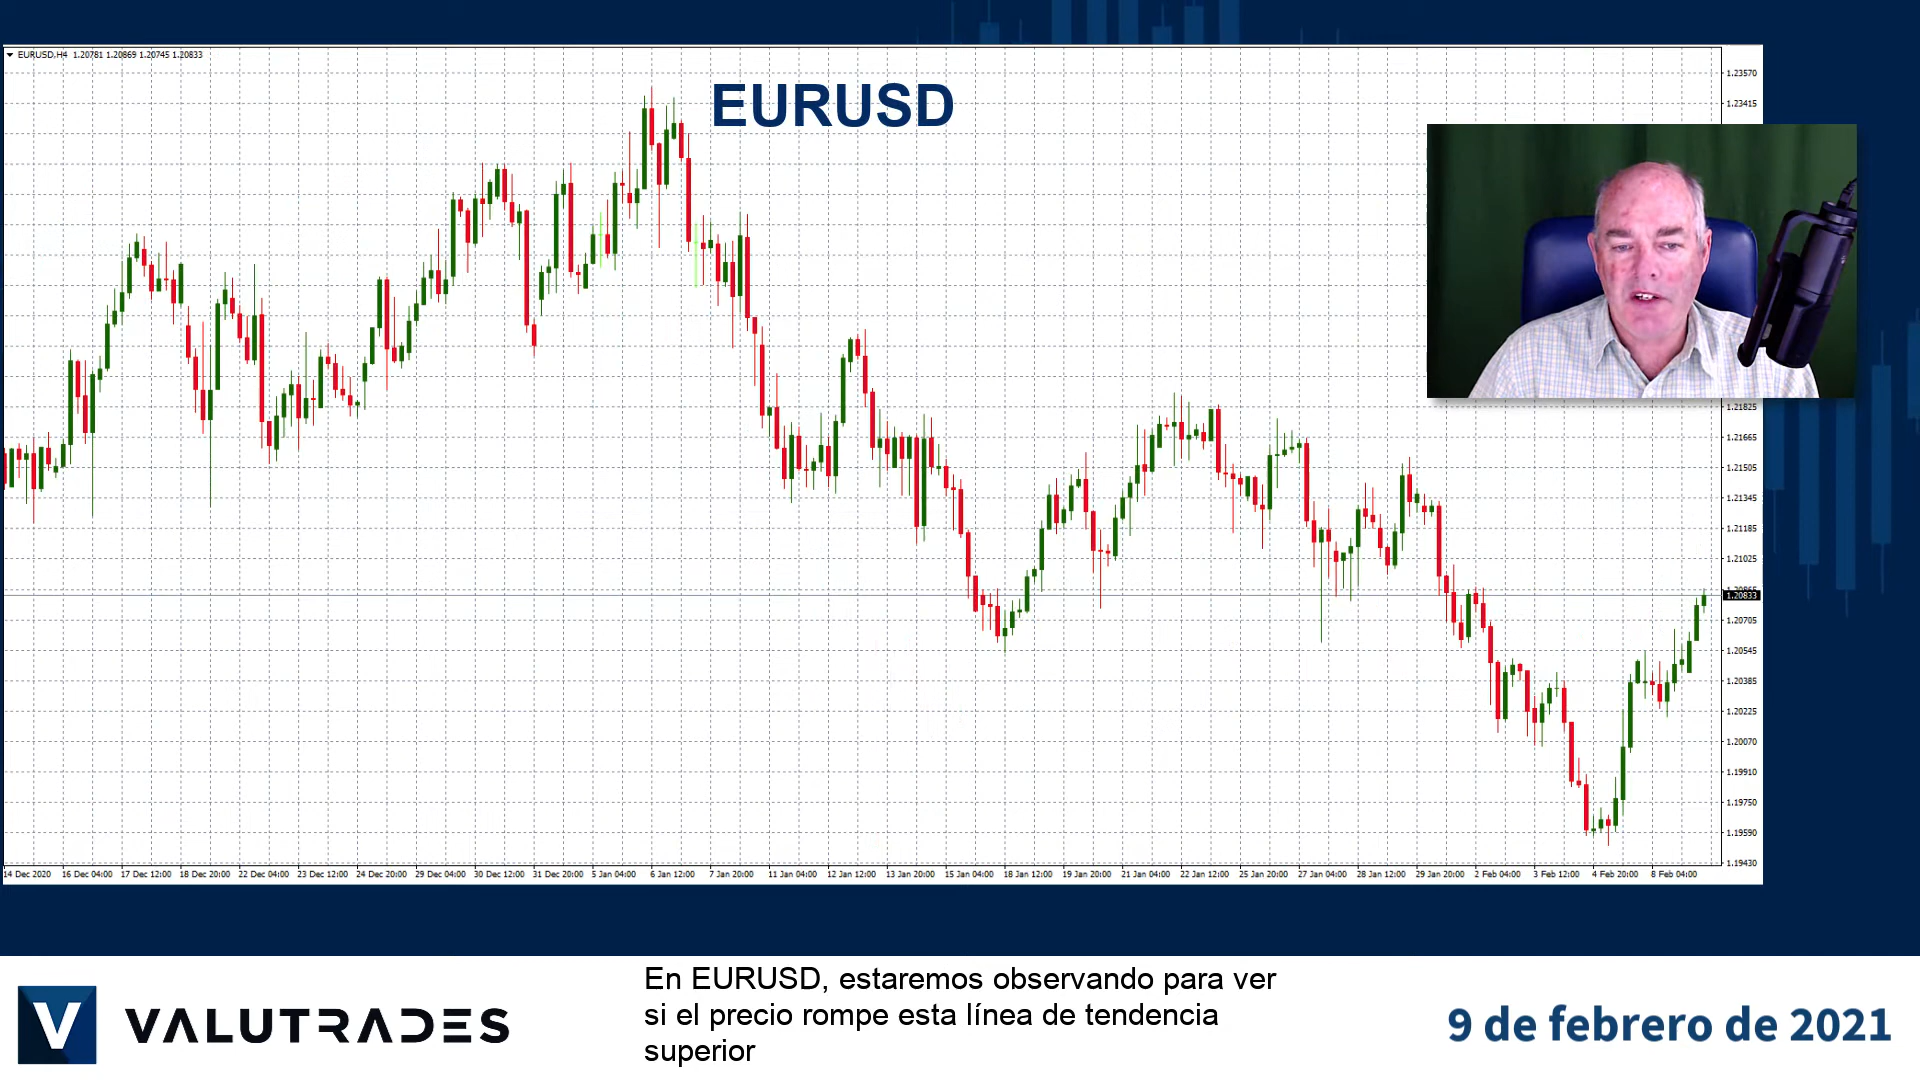 EURUSD,H4 1.20781 1.20869 1.20745 1.20833
EURUSD
1.23570
1.23415
1.21825
1.21665
1.21505
1.21345
1.21185
1.21025
1.20833
1.20705
1.20545
1.20385
1.20225
1.20070
1.19910
1.19750
1.19590
1.19430
14 Dec 2020 16 Dec 04:00 17 Dec 12:00 18 Dec 20:00 22 Dec 04:00 23 Dec 12:00 24 Dec 20:00 29 Dec 04:00 30 Dec 12:00 31 Dec 20:00 5 Jan 04:00 6 Jan 12:00 7 Jan 20:00 11 Jan 04:00 12 Jan 12:00 13 Jan 20:00 15 Jan 04:00 18 Jan 12:00 19 Jan 20:00 21 Jan 04:00 22 Jan 12:00 25 Jan 20:00 27 Jan 04:00 28 Jan 12:00 29 Jan 20:00 2 Feb 04:00 3 Feb 12:00 4 Feb 20:00 8 Feb 04:00
V VALUTRADES
En EURUSD, estaremos observando para ver
si el precio rompe esta línea de tendencia
superior
9 de febrero de 2021